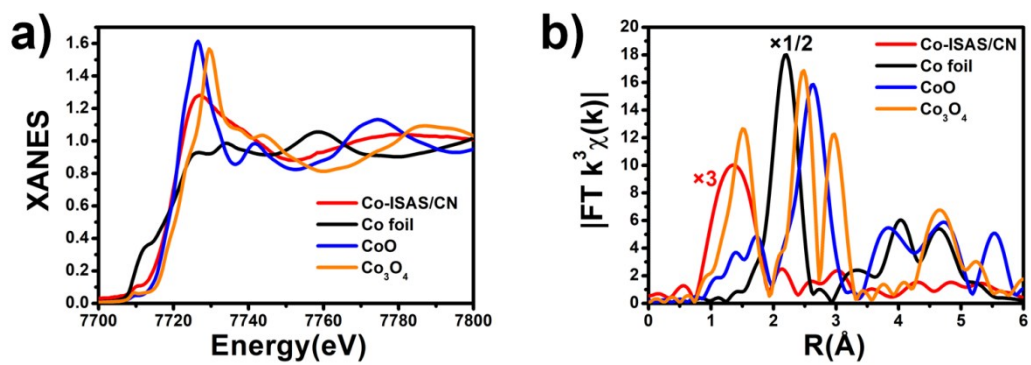 a)
XANES
1.6
1.4
1.2
1.0
0.8
0.6
0.4
0.2
0.0
7700 7720 7740 7760 7780 7800
Energy(eV)
Co-ISAS/CN
Co foil
CoO
Co₃O₄
b)
|FT k³χ(k)|
20
18
16
14
12
10
8
6
4
2
0
0 1 2 3 4 5 6
R(Å)
×1/2
×3
Co-ISAS/CN
Co foil
CoO
Co₃O₄